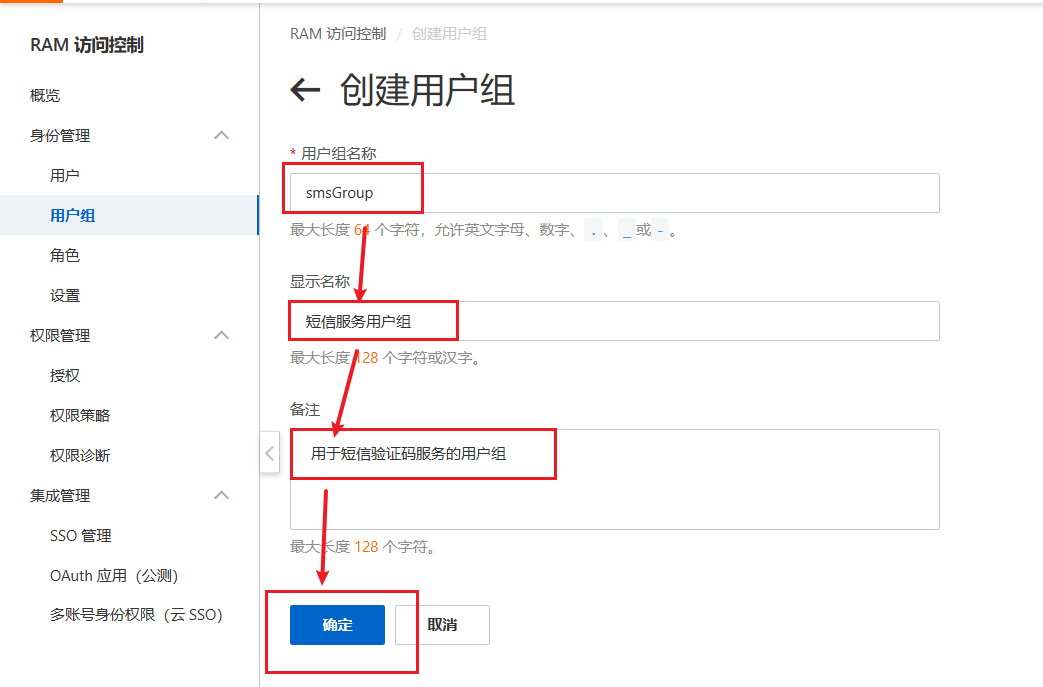 RAM 访问控制
概览
身份管理
用户
用户组
角色
设置
权限管理
授权
权限策略
权限诊断
集成管理
SSO 管理
OAuth 应用（公测）
多账号身份权限（云 SSO）
RAM 访问控制 / 创建用户组
← 创建用户组
* 用户组名称
smsGroup
最大长度 64 个字符，允许英文字母、数字、 . 、 _ 或 - 。
显示名称
短信服务用户组
最大长度 128 个字符或汉字。
备注
用于短信验证码服务的用户组
最大长度 128 个字符。
确定 取消